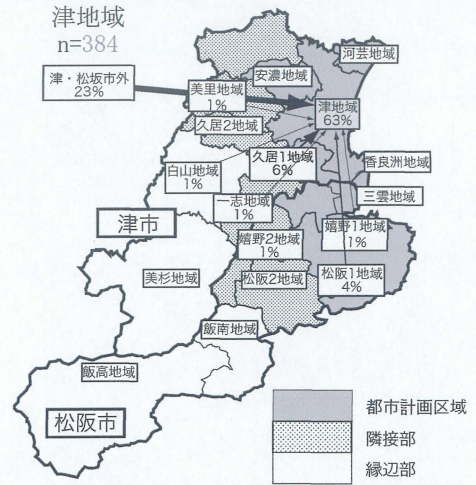 津地域
n=384
河芸地域
安濃地域
津・松坂市外
23%
美里地域
1%
津地域
63%
久居2地域
久居1地域
6%
香良洲地域
白山地域
1%
三雲地域
一志地域
1%
津市
嬉野1地域
1%
嬉野2地域
1%
美杉地域
松阪2地域
松阪1地域
4%
飯南地域
飯高地域
松阪市
都市計画区域
隣接部
縁辺部